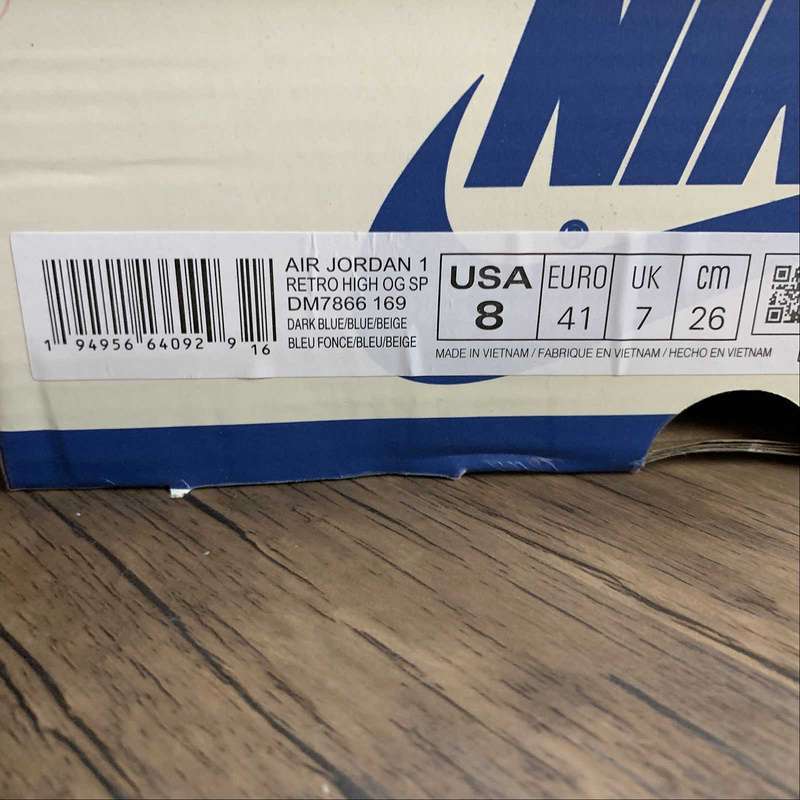 NIK
®
AIR JORDAN 1
RETRO HIGH OG SP
DM7866 169
DARK BLUE/BLUE/BEIGE
BLEU FONCE/BLEU/BEIGE
1 94956 64092 9 16
USA
8
EURO
41
UK
7
cm
26
MADE IN VIETNAM / FABRIQUE EN VIETNAM / HECHO EN VIETNAM